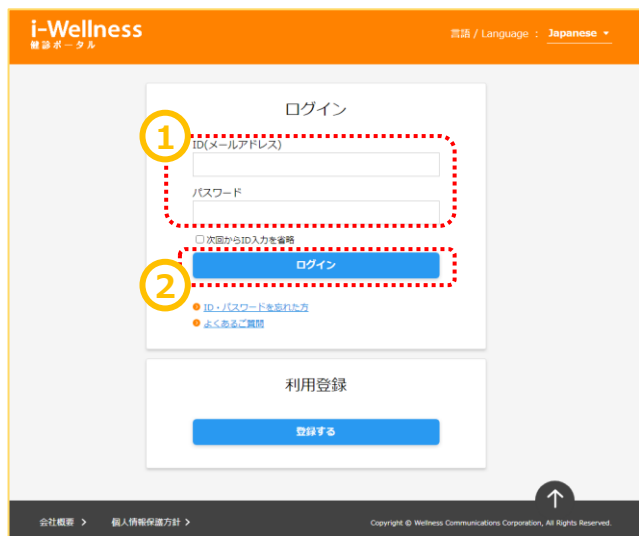 i-Wellness
健診ポータル
言語 / Language : Japanese
ログイン
1
ID(メールアドレス)
パスワード
次回からID入力を省略
ログイン
2
ID・パスワードを忘れた方
よくあるご質問
利用登録
登録する
会社概要
個人情報保護方針
Copyright © Wellness Communications Corporation, All Rights Reserved.